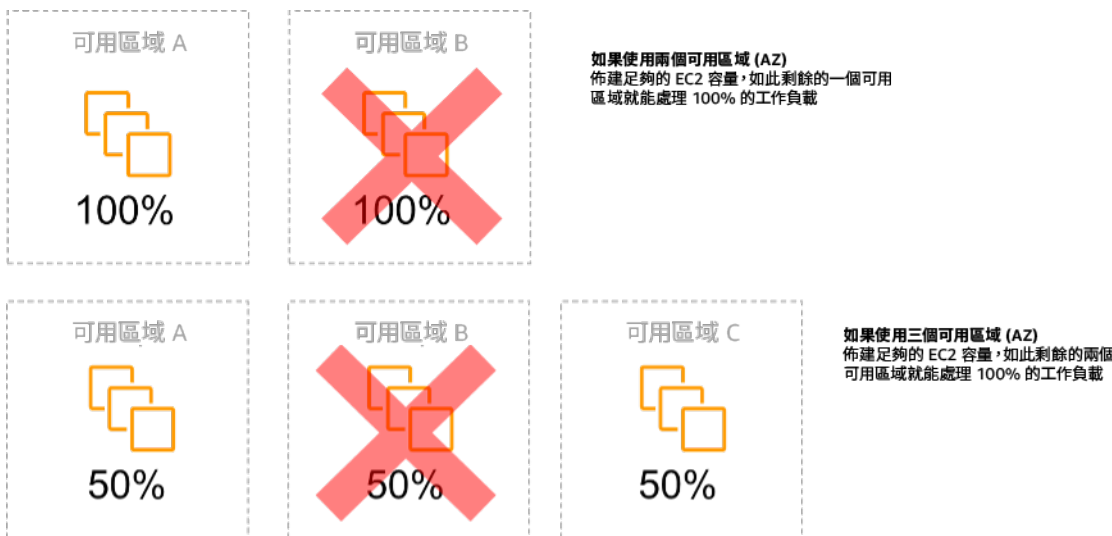 可用區域 A
可用區域 B
如果使用兩個可用區域 (AZ)
佈建足夠的 EC2 容量，如此剩餘的一個可用
區域就能處理 100% 的工作負載
100%
100%
可用區域 A
可用區域 B
可用區域 C
如果使用三個可用區域 (AZ)
佈建足夠的 EC2 容量，如此剩餘的兩個
可用區域就能處理 100% 的工作負載
50%
50%
50%